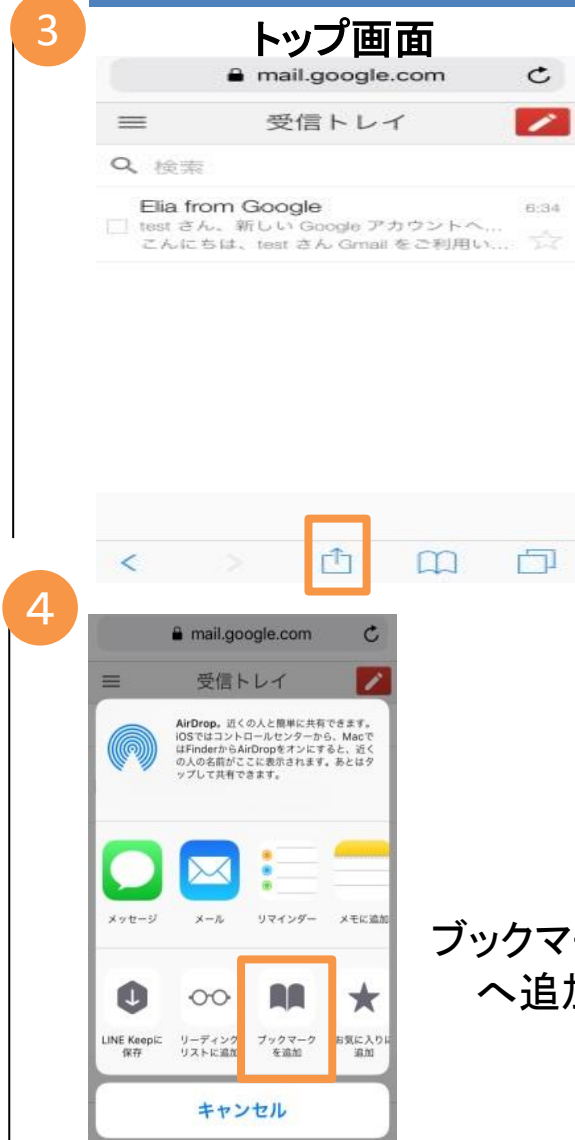 3
トップ画面
mail.google.com
受信トレイ
検索
Elia from Google 6:34
test さん、新しい Google アカウントへ...
こんにちは、test さん Gmail をご利用い...
4
mail.google.com
受信トレイ
AirDrop。近くの人と簡単に共有できます。
iOSではコントロールセンターから、Macで
はFinderからAirDropをオンにすると、近く
の人の名前がここに表示されます。あとはタ
ップして共有できます。
メッセージ メール リマインダー メモに追加
LINE Keepに リーディング ブックマーク お気に入りに
保存 リストに追加 を追加 追加
キャンセル
ブックマ
へ追加